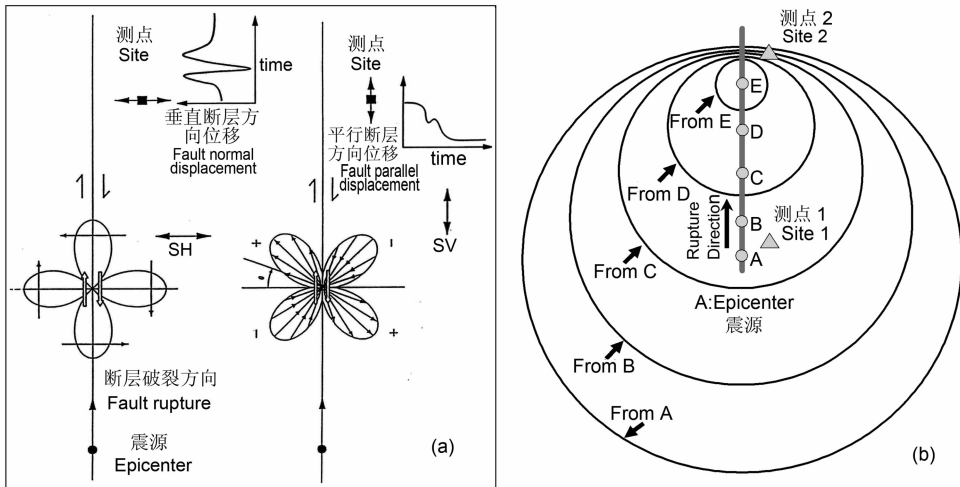 测点
Site
time
垂直断层方
向位移
Fault normal
displacement
SH
断层破裂方向
Fault rupture
震源
Epicenter
测点
Site
平行断层
方向位移
Fault parallel
displacement
time
SV
+
-
-
+
θ
(a)
测点 2
Site 2
E
From E
D
From D
C
Rupture
Direction
B
测点 1
Site 1
A
From C
A:Epicenter
震源
From B
From A
(b)